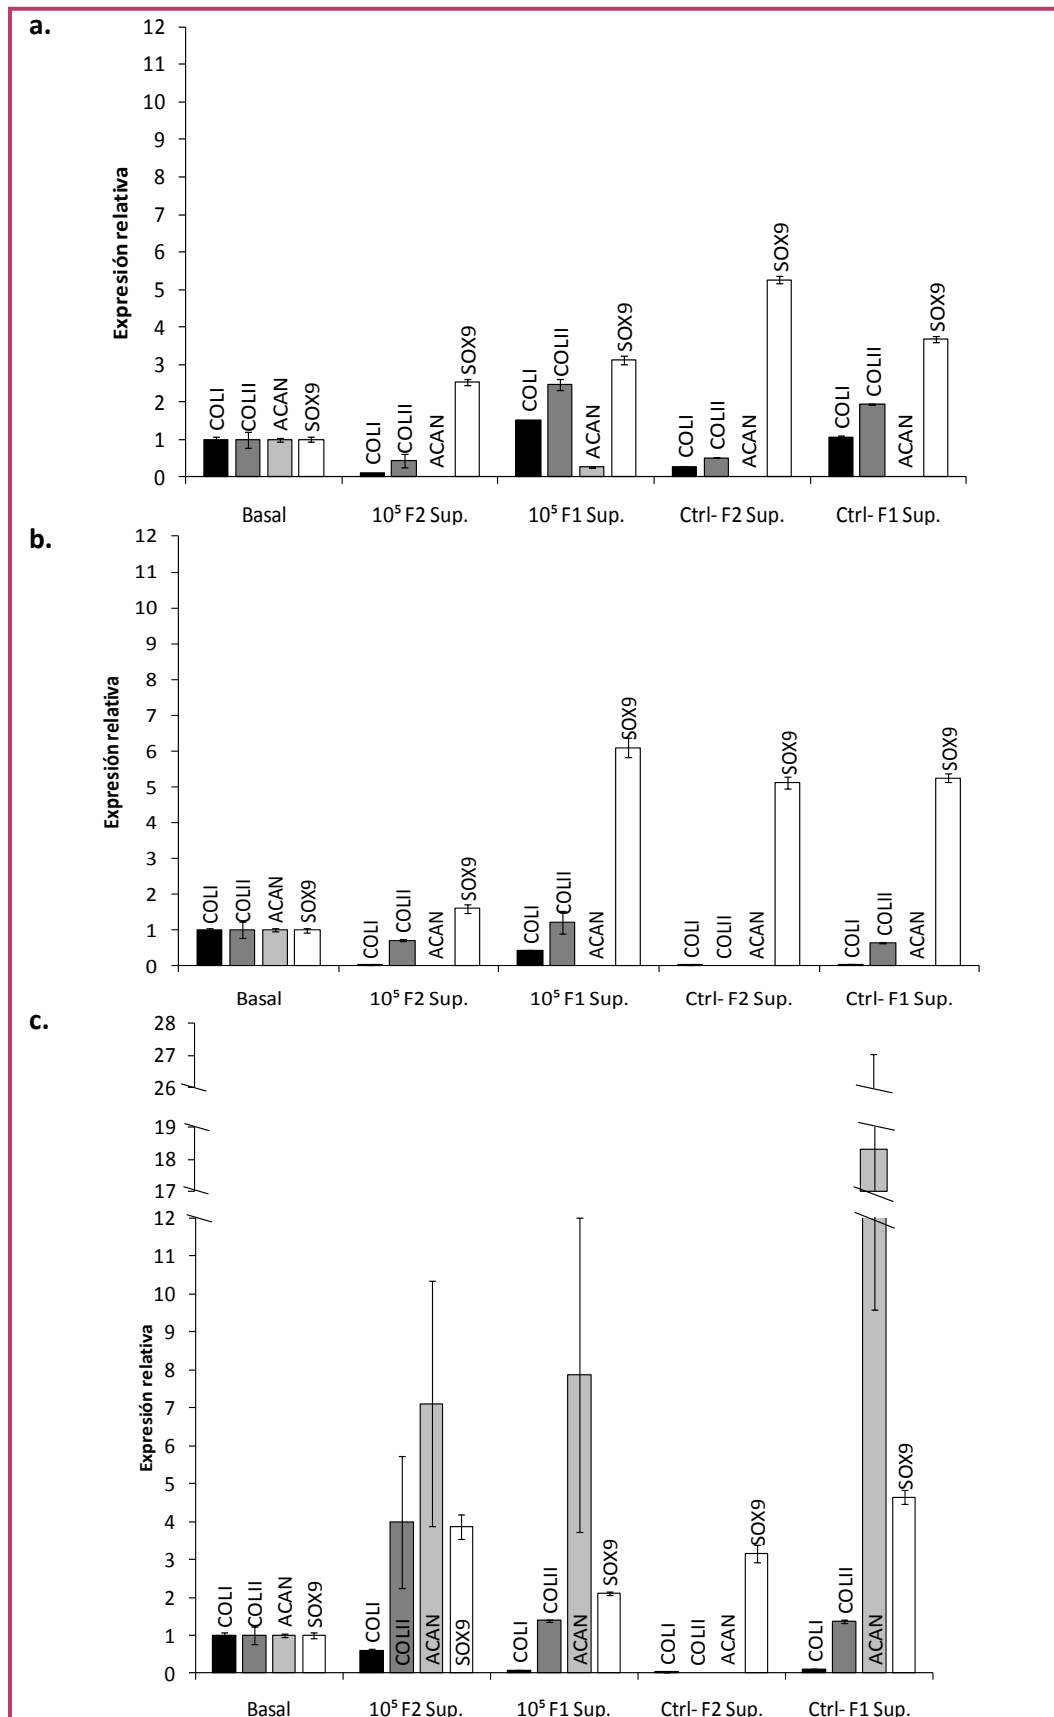 a.
12
11
10
9
8
7
6
5
4
3
2
1
0
Expresión relativa
COLI COLII ACAN SOX9
COLI COLII ACAN SOX9
COLI COLII ACAN SOX9
COLI COLII ACAN SOX9
COLI COLII ACAN SOX9
Basal 10⁵ F2 Sup. 10⁵ F1 Sup. Ctrl- F2 Sup. Ctrl- F1 Sup.
b.
12
11
10
9
8
7
6
5
4
3
2
1
0
Expresión relativa
COLI COLII ACAN SOX9
COLI COLII ACAN SOX9
COLI COLII ACAN SOX9
COLI COLII ACAN SOX9
COLI COLII ACAN SOX9
Basal 10⁵ F2 Sup. 10⁵ F1 Sup. Ctrl- F2 Sup. Ctrl- F1 Sup.
c.
28
27
26
19
18
17
12
11
10
9
8
7
6
5
4
3
2
1
0
Expresión relativa
COLI COLII ACAN SOX9
COLI COLII ACAN SOX9
COLI COLII ACAN SOX9
COLI COLII ACAN SOX9
COLI COLII ACAN SOX9
Basal 10⁵ F2 Sup. 10⁵ F1 Sup. Ctrl- F2 Sup. Ctrl- F1 Sup.